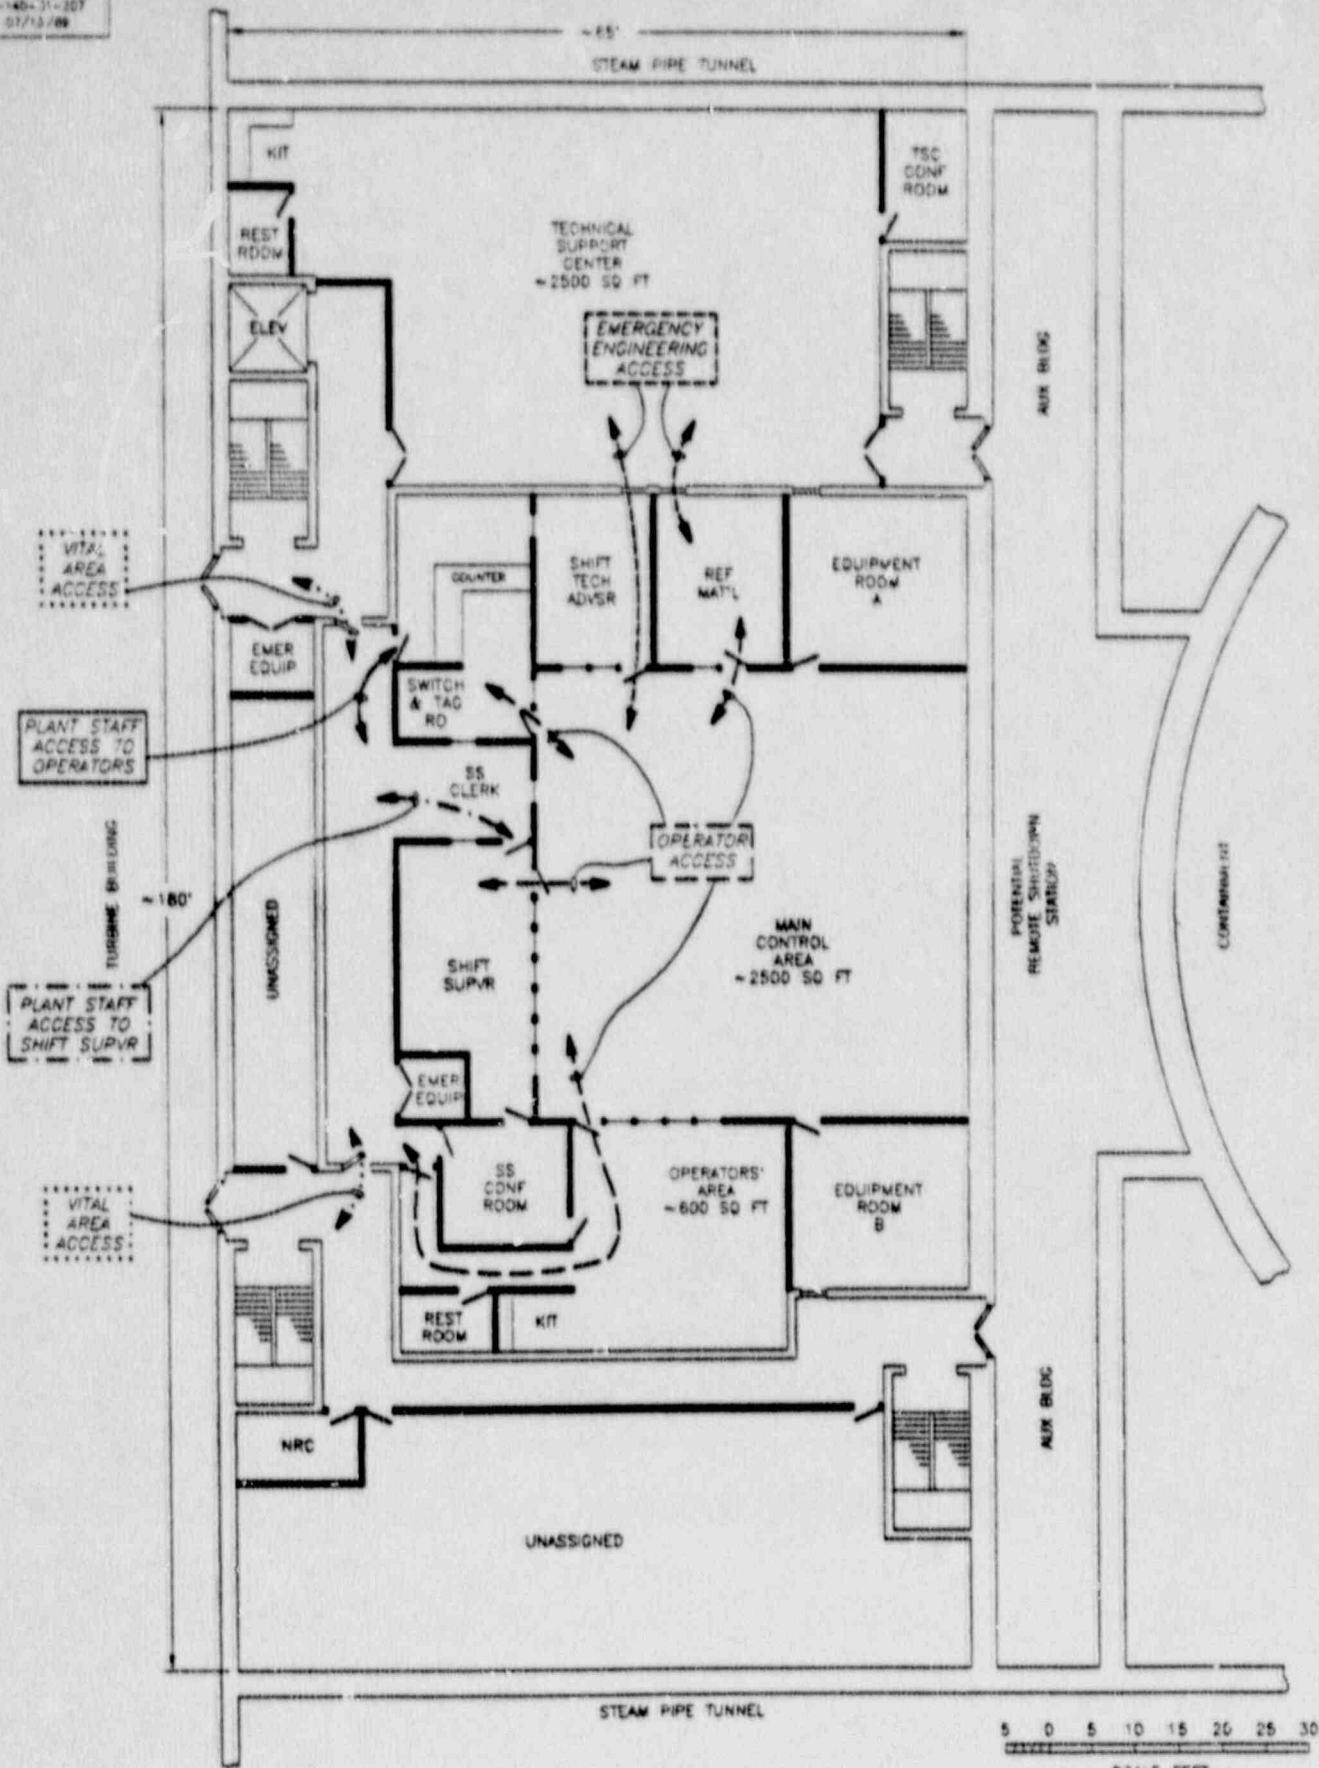 07/13/89
~85'
STEAM PIPE TUNNEL
KIT
TSC
CONF
ROOM
REST
ROOM
TECHNICAL
SUPPORT
CENTER
~2500 SQ FT
ELEV
EMERGENCY
ENGINEERING
ACCESS
AUX BLDG
VITAL
AREA
ACCESS
COUNTER
SHIFT
TECH
ADVSR
REF
MAT'L
EQUIPMENT
ROOM
A
EMER
EQUIP
SWITCH
& TAG
RO
PLANT STAFF
ACCESS TO
OPERATORS
SS
CLERK
OPERATOR
ACCESS
TURBINE BUILDING
~180'
UNASSIGNED
SHIFT
SUPVR
MAIN
CONTROL
AREA
~2500 SQ FT
POTENTIAL
REMOTE SHUTDOWN
STATION
CONTAINMENT
PLANT STAFF
ACCESS TO
SHIFT SUPVR
EMER
EQUIP
VITAL
AREA
ACCESS
SS
CONF
ROOM
OPERATORS'
AREA
~600 SQ FT
EQUIPMENT
ROOM
B
REST
ROOM
KIT
AUX BLDG
NRC
UNASSIGNED
STEAM PIPE TUNNEL
5 0 5 10 15 20 25 30